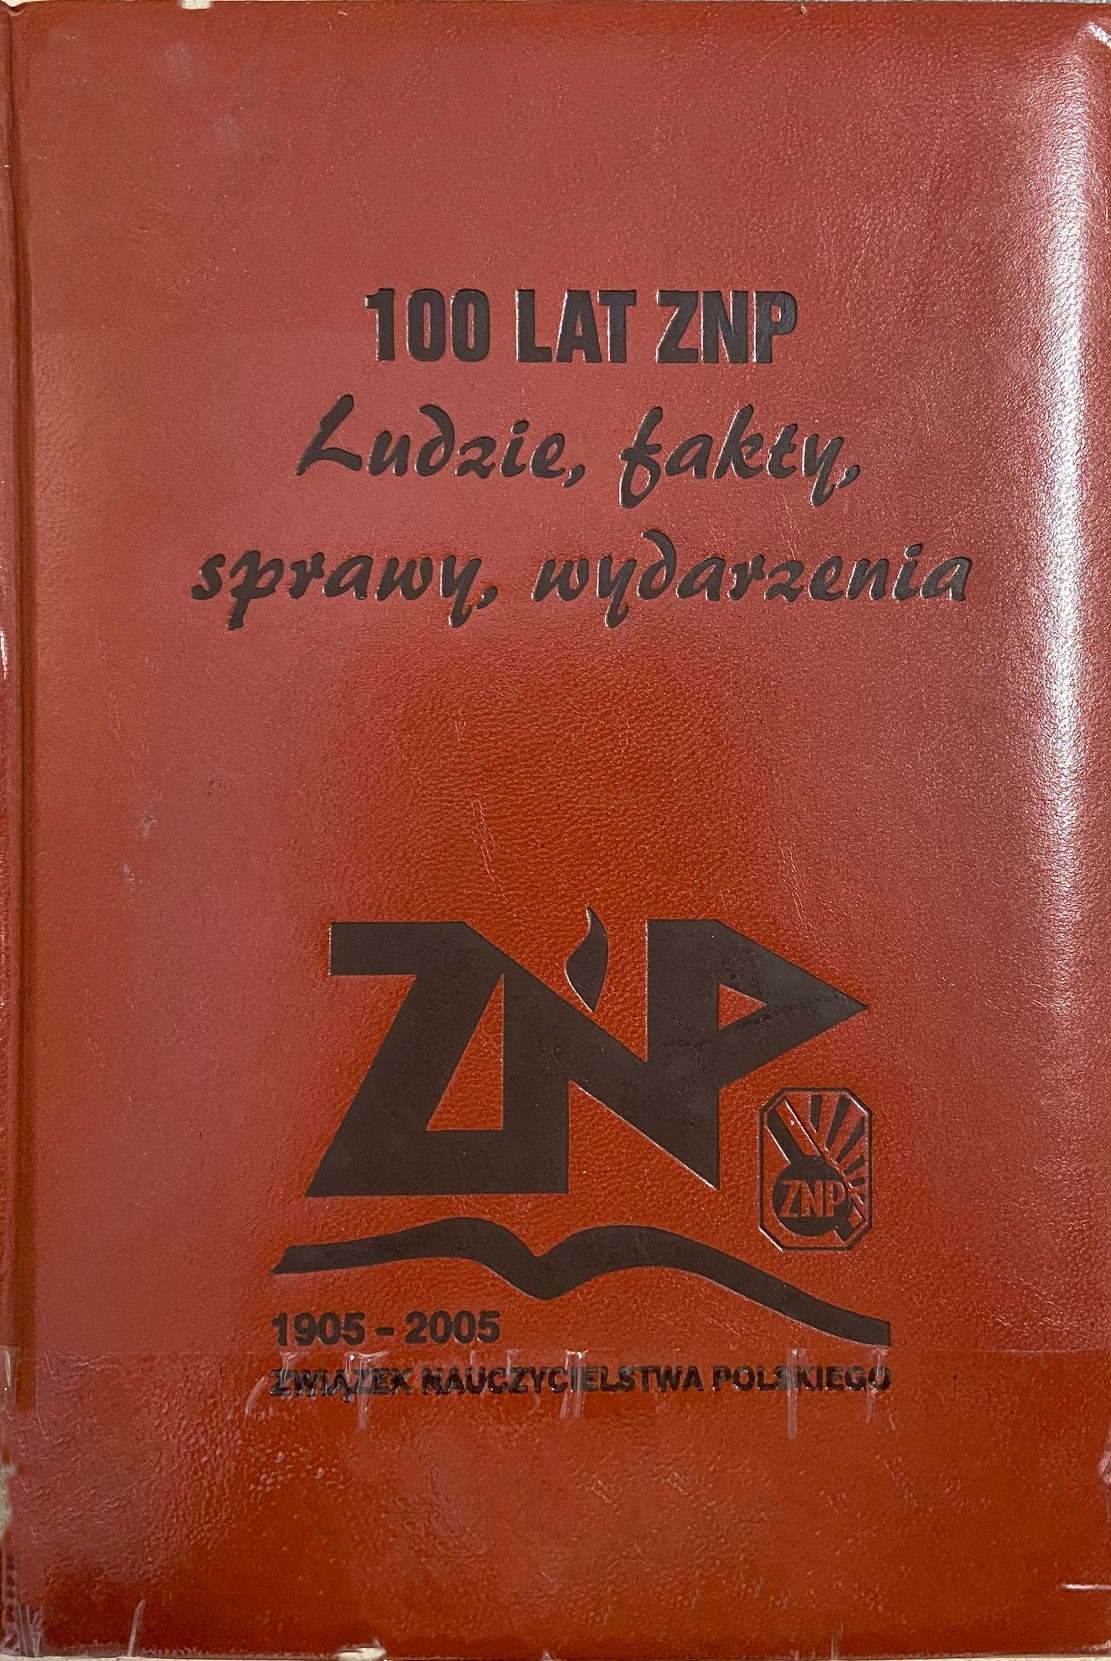 100 LAT ZNP
Ludzie, fakty,
sprawy, wydarzenia
ZNP
ZNP
1905 - 2005
ZWIĄZEK NAUCZYCIELSTWA POLSKIEGO